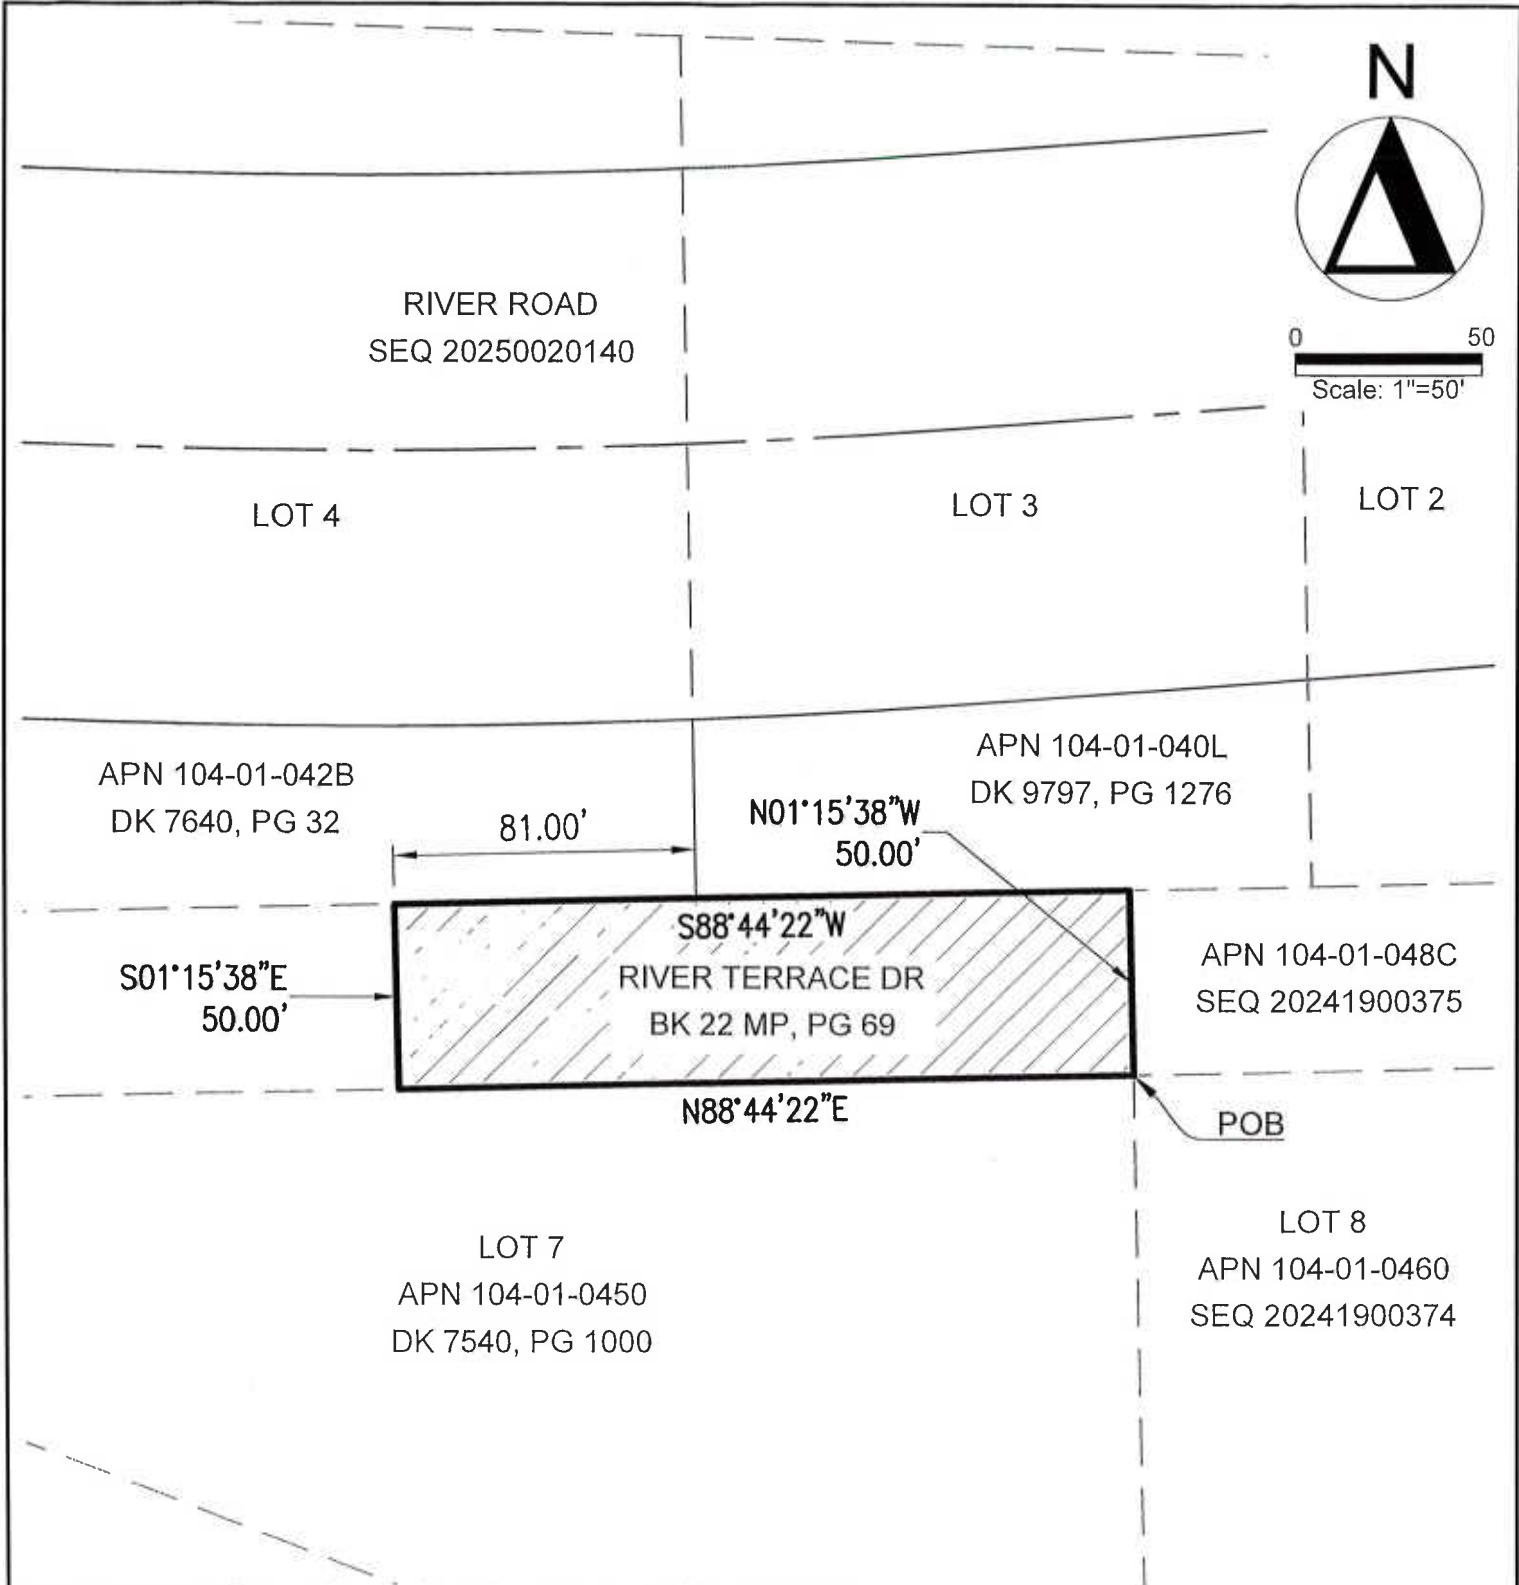 N
RIVER ROAD
SEQ 20250020140
0 50
Scale: 1"=50'
LOT 4
LOT 3
LOT 2
APN 104-01-042B
DK 7640, PG 32
81.00'
APN 104-01-040L
DK 9797, PG 1276
N01°15'38"W
50.00'
S88°44'22"W
RIVER TERRACE DR
BK 22 MP, PG 69
S01°15'38"E
50.00'
APN 104-01-048C
SEQ 20241900375
N88°44'22"E
POB
LOT 7
APN 104-01-0450
DK 7540, PG 1000
LOT 8
APN 104-01-0460
SEQ 20241900374